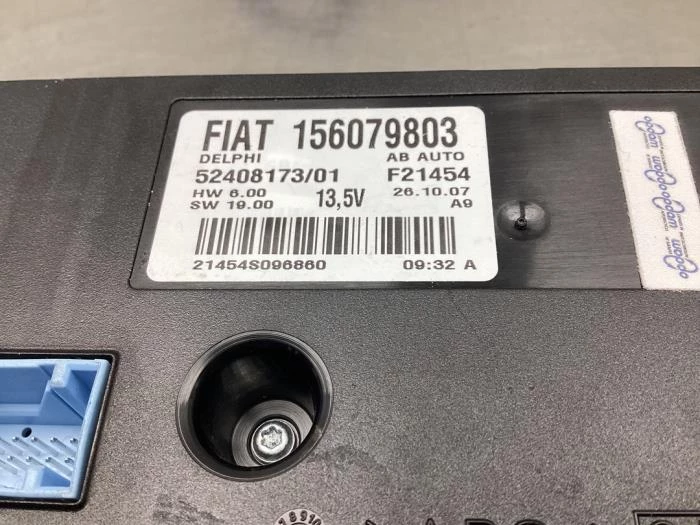 FIAT 156079803
DELPHI AB AUTO
52408173/01 F21454
HW 6.00 13,5V 26.10.07
SW 19.00 A9
21454S096860 09:32 A